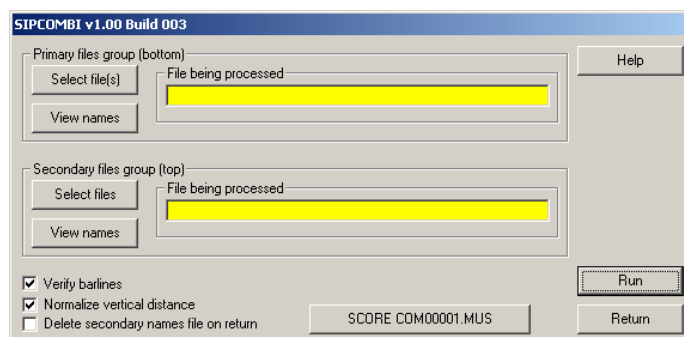 SIPCOMBI v1.00 Build 003
Primary files group (bottom)
Select file(s)
File being processed
View names
Help
Secondary files group (top)
Select files
File being processed
View names
Verify barlines
Normalize vertical distance
Delete secondary names file on return
SCORE COM00001.MUS
Run
Return